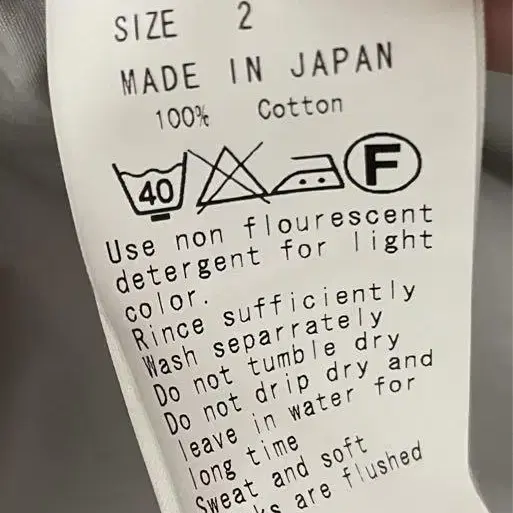 SIZE 2
MADE IN JAPAN
100% Cotton
40 F
Use non flourescent
detergent for light
color.
Rince sufficiently
Wash separrately
Do not tumble dry
Do not drip dry and
leave in water for
long time
Sweat and soft
are flushed